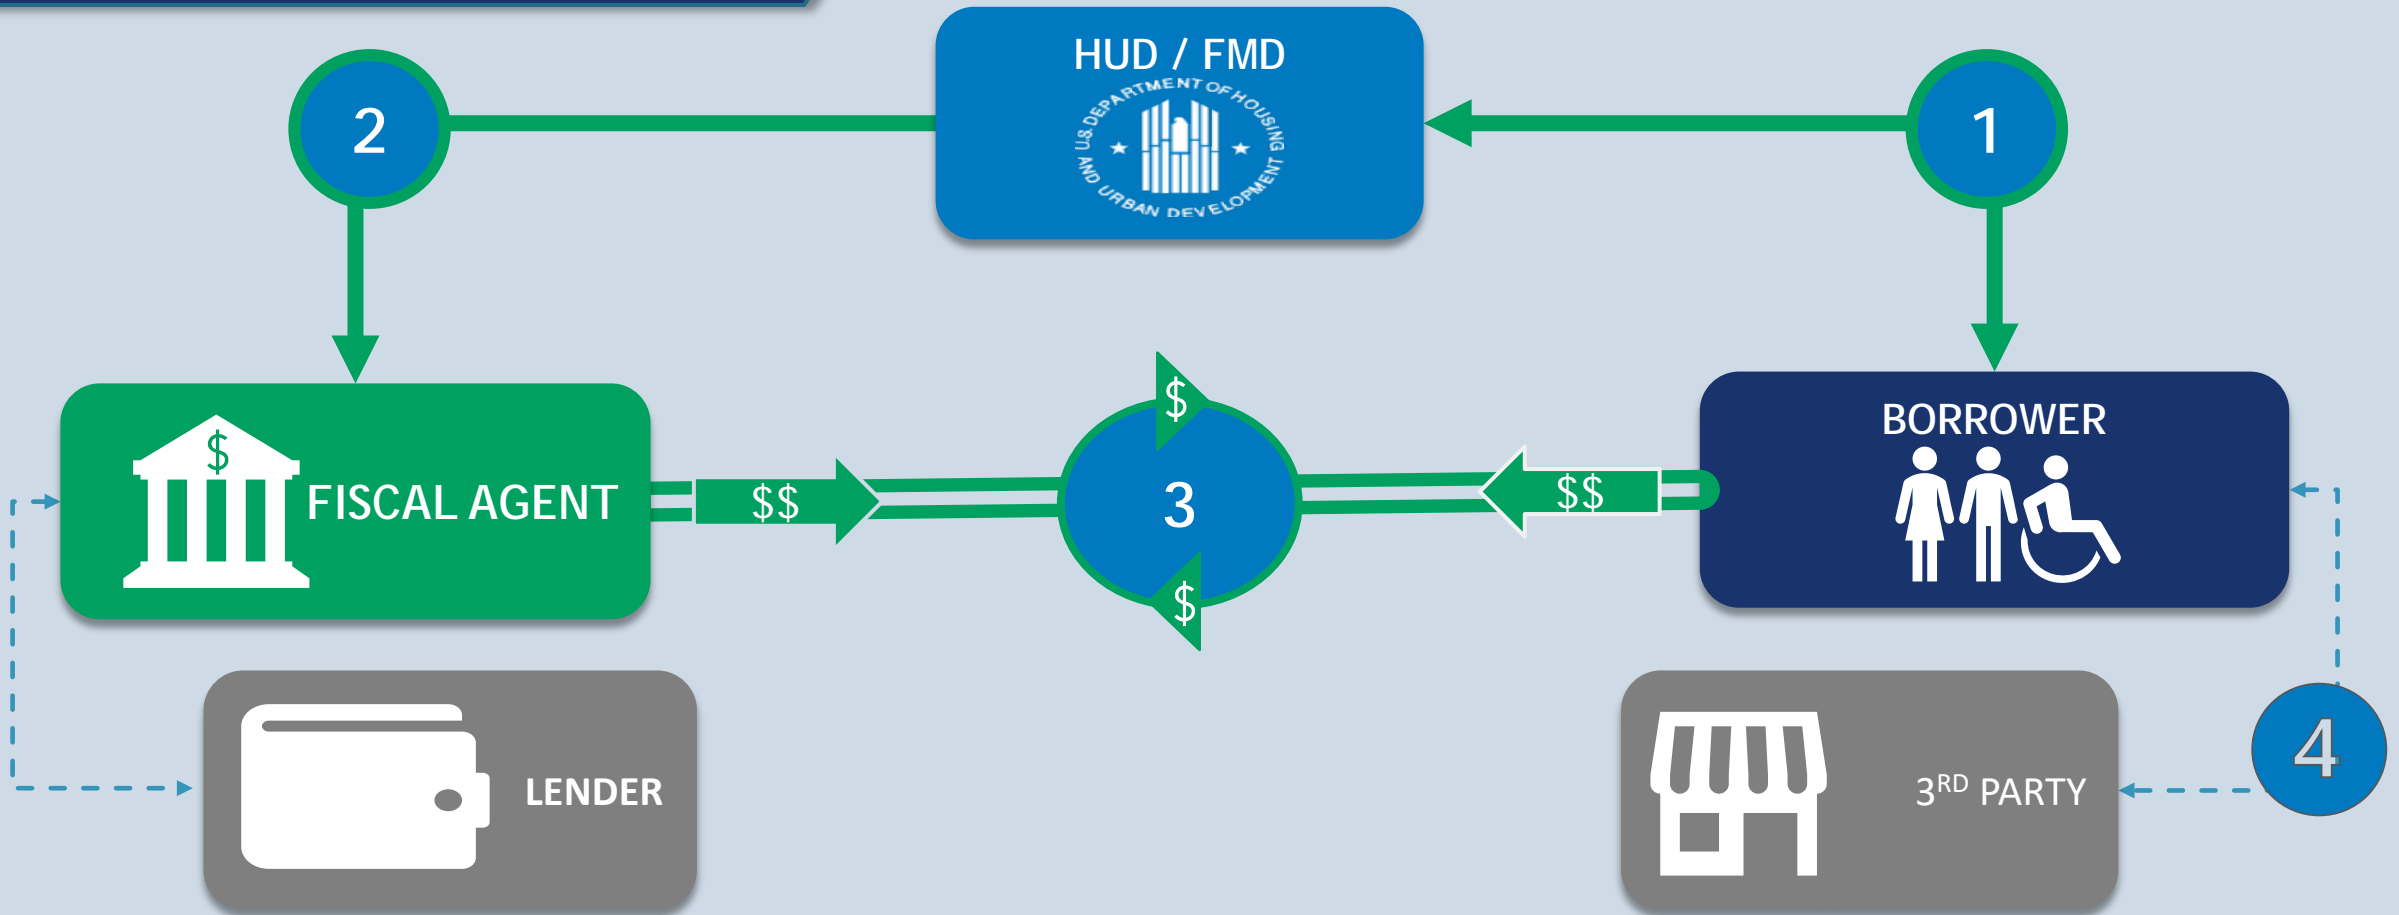 HUD / FMD
U.S. DEPARTMENT OF HOUSING
AND URBAN DEVELOPMENT
2
1
$
FISCAL AGENT
$$
$
3
$
$$
BORROWER
LENDER
3RD PARTY
4